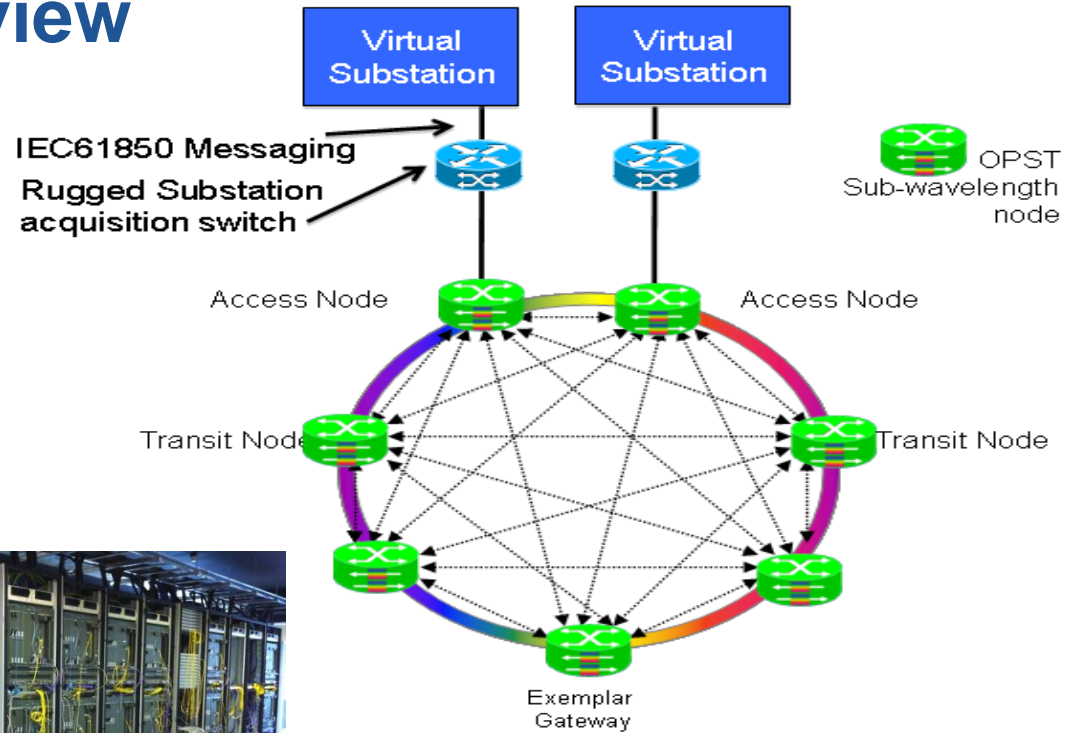 Virtual
Substation
Virtual
Substation
IEC61850 Messaging
Rugged Substation
acquisition switch
OPST
Sub-wavelength
node
Access Node
Access Node
Transit Node
Transit Node
Exemplar
Gateway